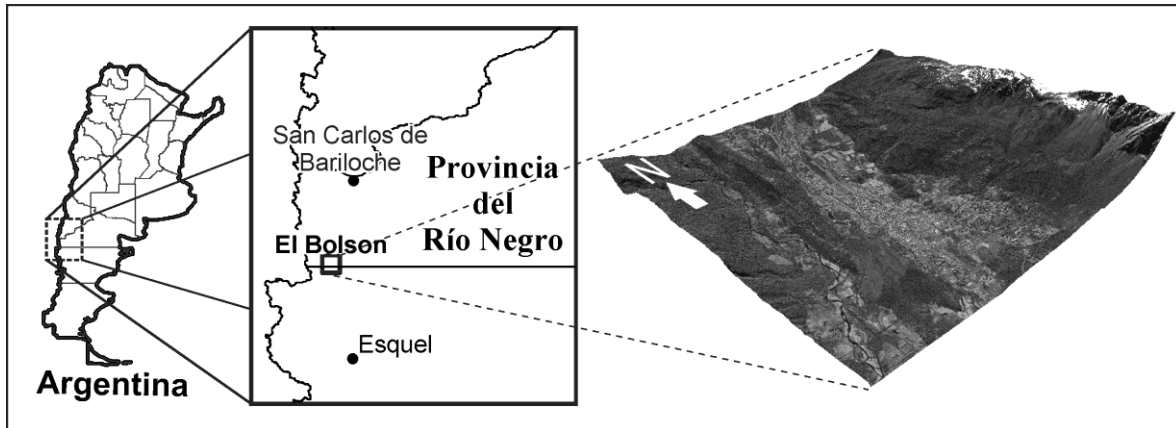 Argentina
San Carlos de
Bariloche
Provincia
del
Río Negro
El Bolson
Esquel
N